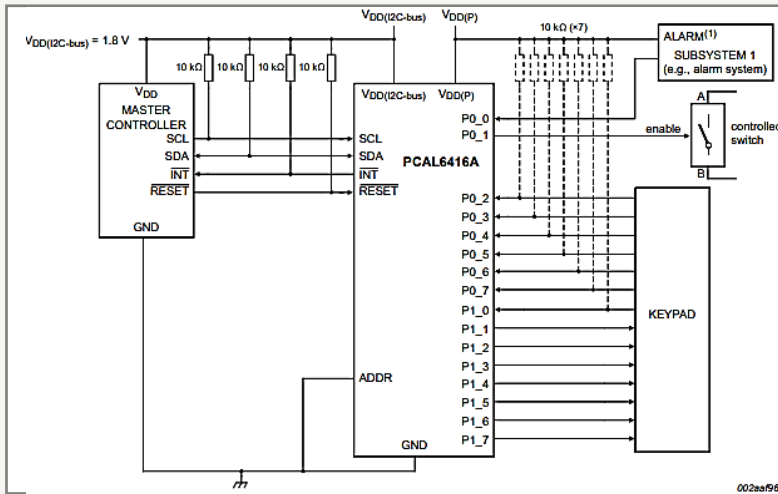 VDD(I2C-bus) VDD(P)
VDD(I2C-bus) = 1.8 V
10 kΩ (×7)
ALARM(1)
SUBSYSTEM 1
(e.g., alarm system)
10 kΩ 10 kΩ 10 kΩ 10 kΩ
VDD
MASTER
CONTROLLER
SCL
SDA
INT
RESET
GND
VDD(I2C-bus) VDD(P)
PCAL6416A
SCL
SDA
INT
RESET
ADDR
GND
P0_0
P0_1
P0_2
P0_3
P0_4
P0_5
P0_6
P0_7
P1_0
P1_1
P1_2
P1_3
P1_4
P1_5
P1_6
P1_7
enable
A
B
controlled
switch
KEYPAD
002aaf96